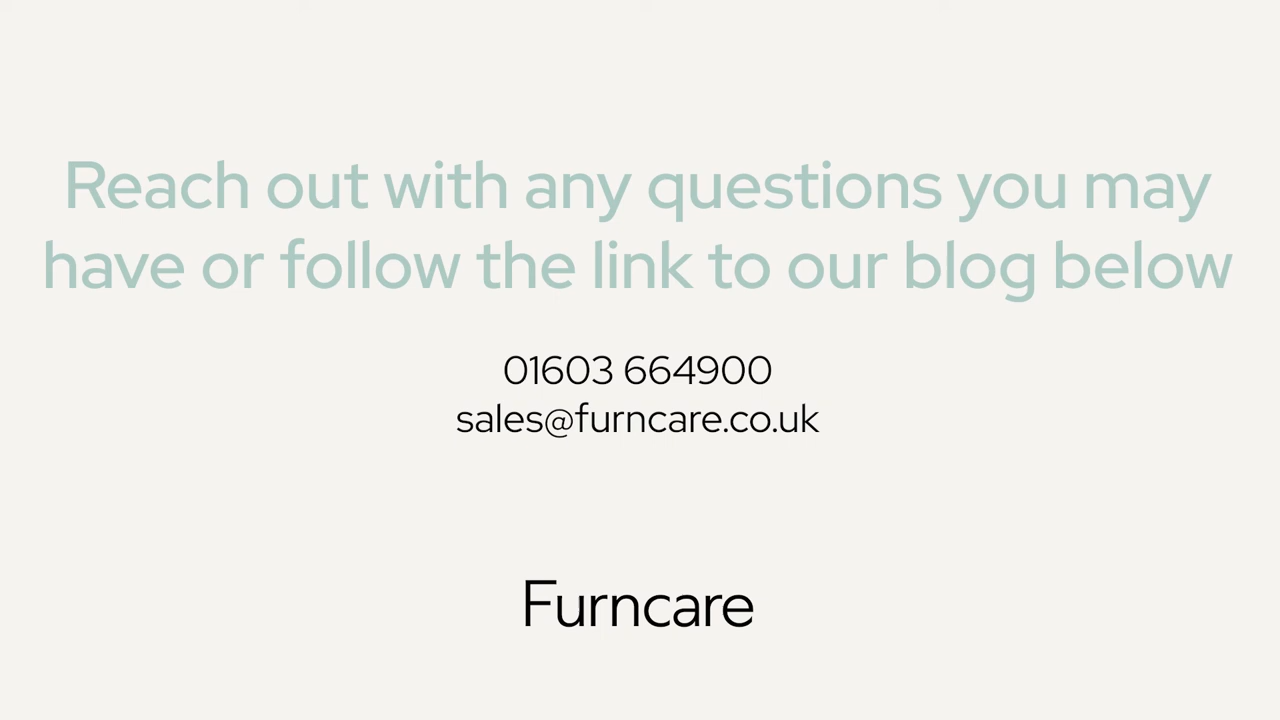 Reach out with any questions you may
have or follow the link to our blog below
01603 664900
sales@furncare.co.uk
Furncare